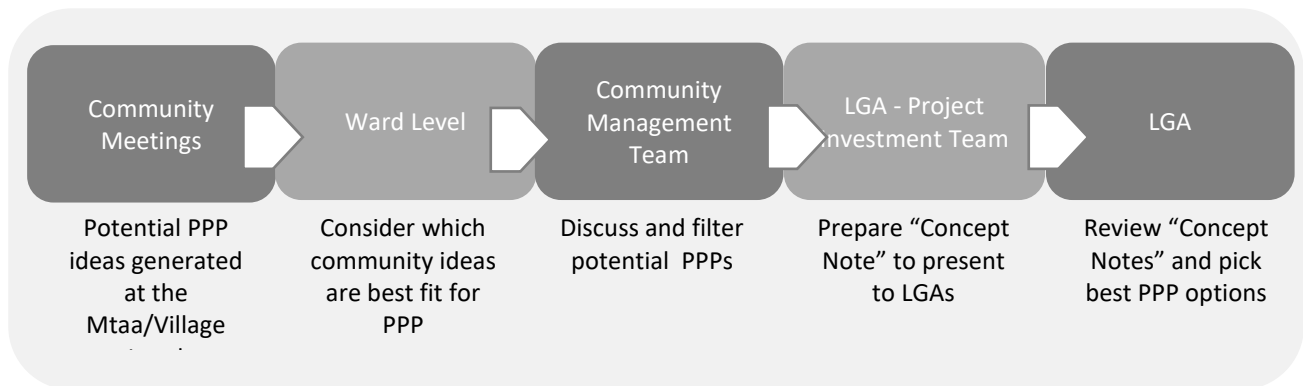 Community
Meetings
Ward Level
Community
Management
Team
LGA - Project
Investment Team
LGA
Potential PPP
ideas generated
at the
Mtaa/Village
Consider which
community ideas
are best fit for
PPP
Discuss and filter
potential PPPs
Prepare “Concept
Note” to present
to LGAs
Review “Concept
Notes” and pick
best PPP options